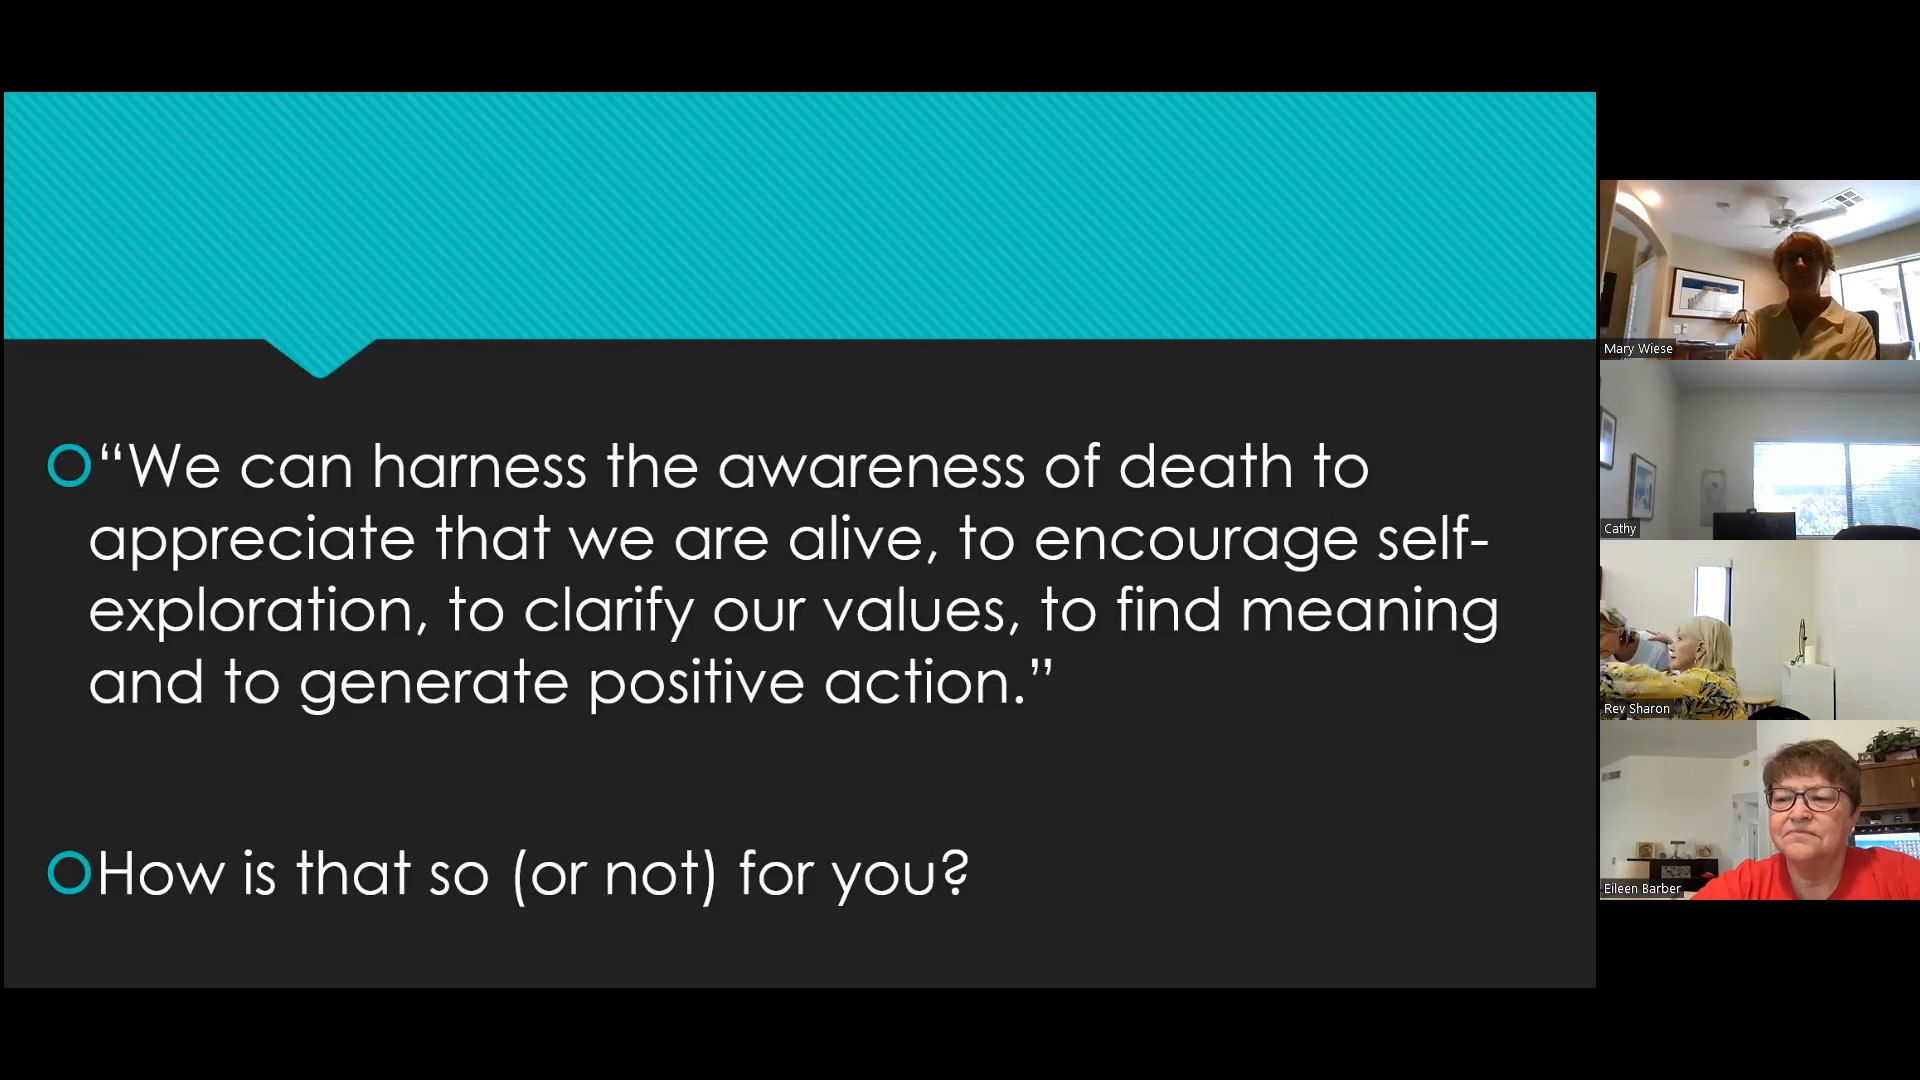 “We can harness the awareness of death to
appreciate that we are alive, to encourage self-
exploration, to clarify our values, to find meaning
and to generate positive action.”
How is that so (or not) for you?
Mary Wiese
Cathy
Rev Sharon
Eileen Barber